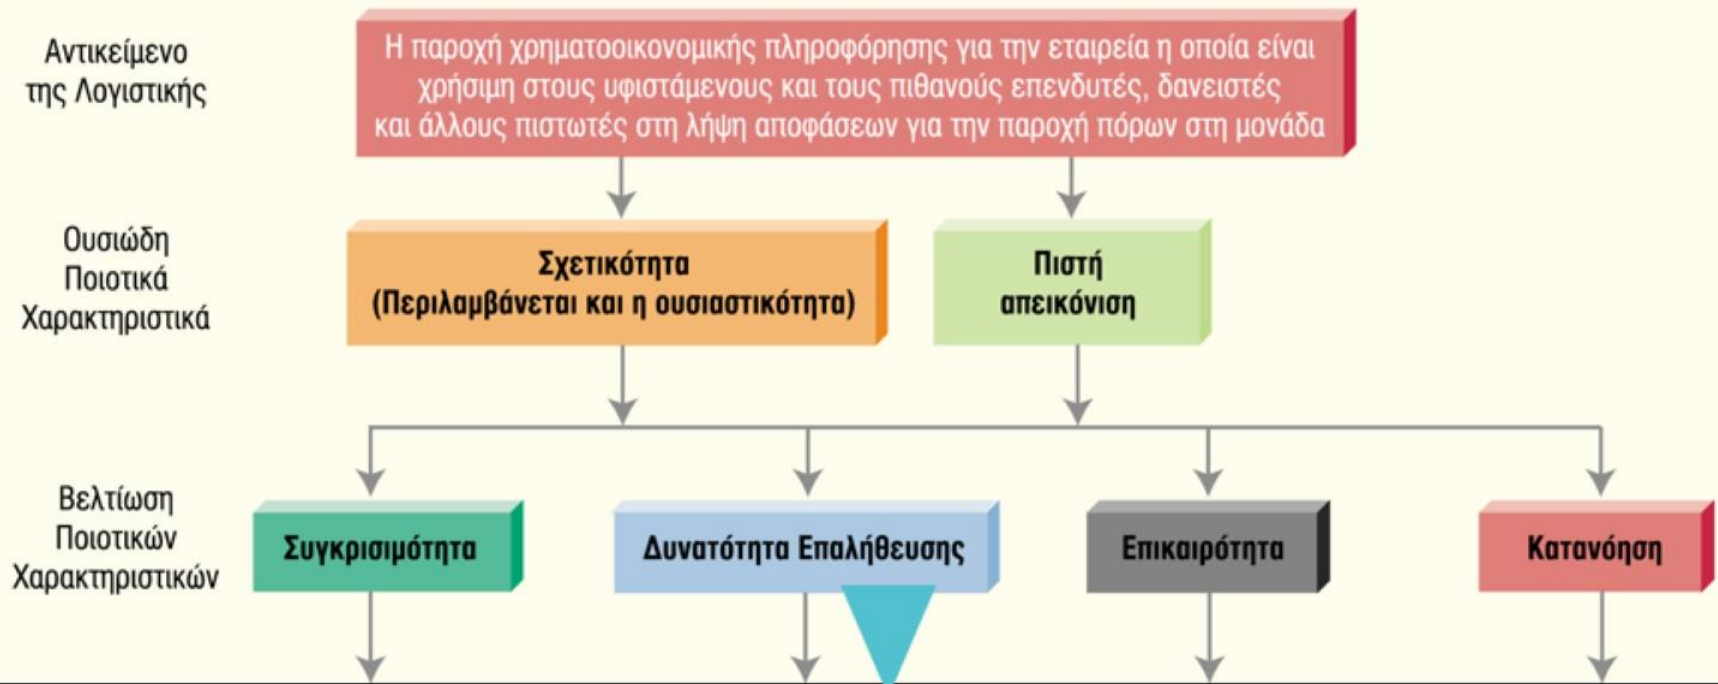 Αντικείμενο
της Λογιστικής
Η παροχή χρηματοοικονομικής πληροφόρησης για την εταιρεία η οποία είναι
χρήσιμη στους υφιστάμενους και τους πιθανούς επενδυτές, δανειστές
και άλλους πιστωτές στη λήψη αποφάσεων για την παροχή πόρων στη μονάδα
Ουσιώδη
Ποιοτικά
Χαρακτηριστικά
Σχετικότητα
(Περιλαμβάνεται και η ουσιαστικότητα)
Πιστή
απεικόνιση
Βελτίωση
Ποιοτικών
Χαρακτηριστικών
Συγκρισιμότητα
Δυνατότητα Επαλήθευσης
Επικαιρότητα
Κατανόηση